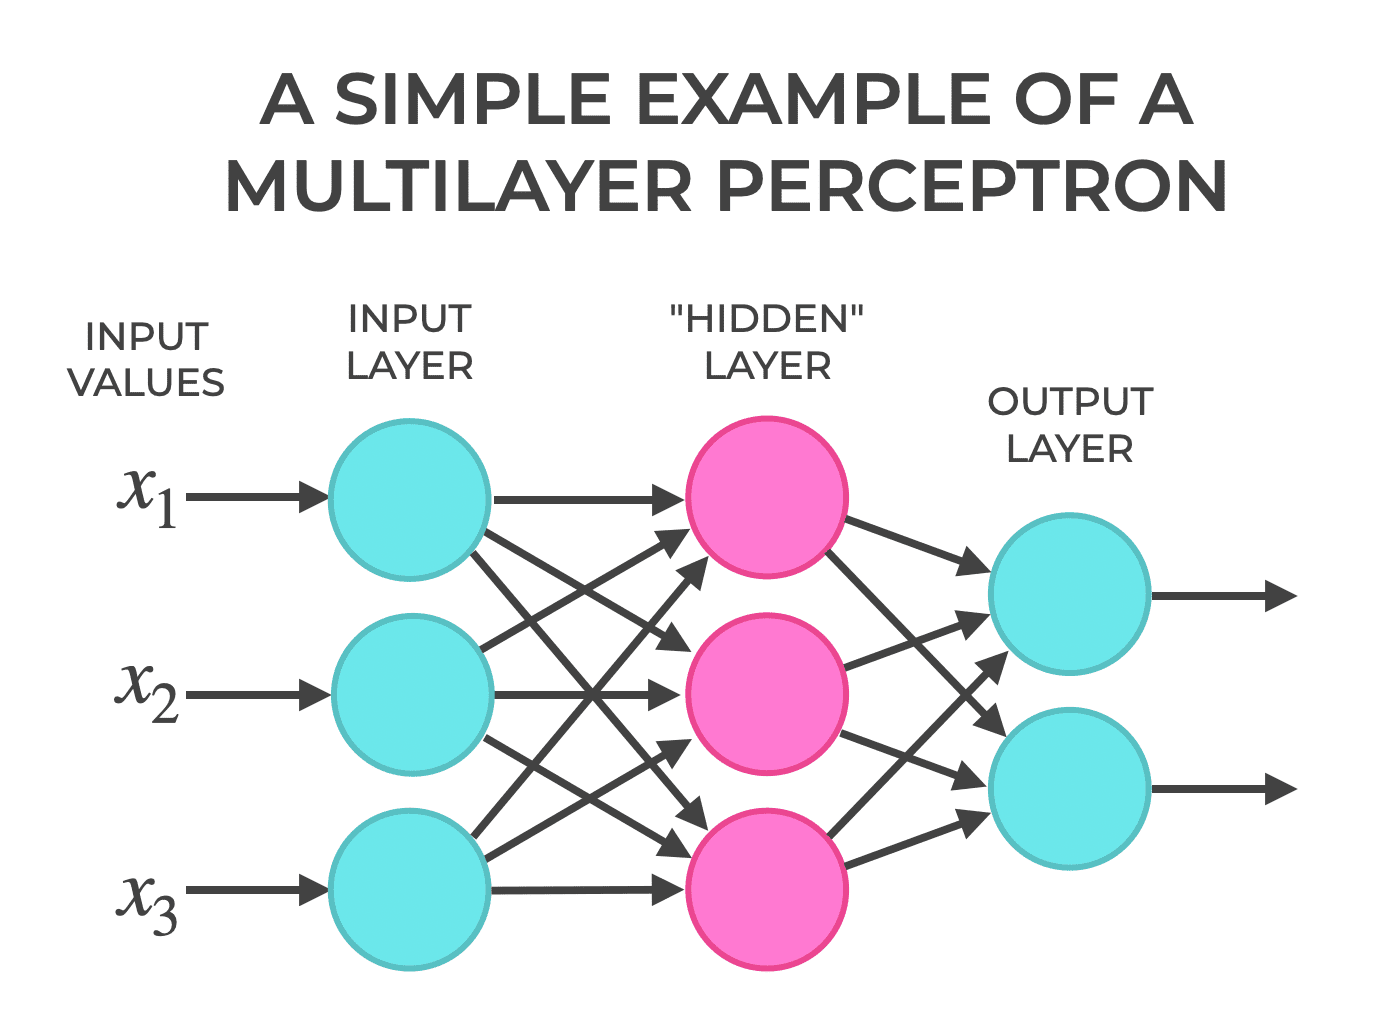 A SIMPLE EXAMPLE OF A
MULTILAYER PERCEPTRON
INPUT
VALUES
INPUT
LAYER
"HIDDEN"
LAYER
OUTPUT
LAYER
x₁
x₂
x₃